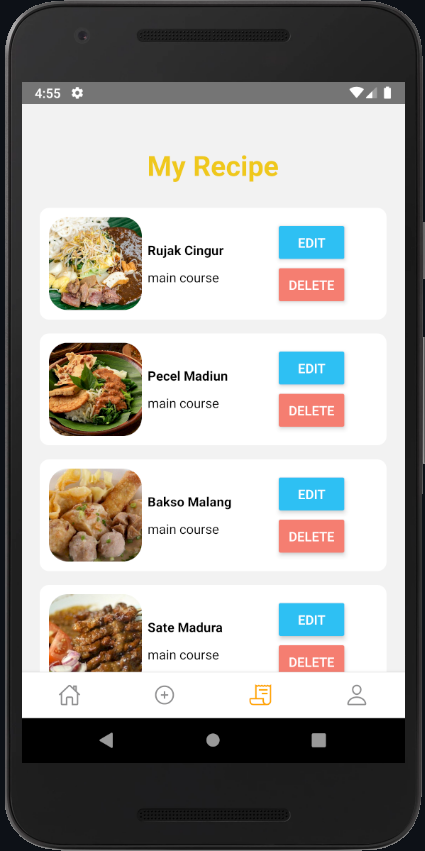 4:55
My Recipe
Rujak Cingur
main course
EDIT
DELETE
Pecel Madiun
main course
EDIT
DELETE
Bakso Malang
main course
EDIT
DELETE
Sate Madura
main course
EDIT
DELETE